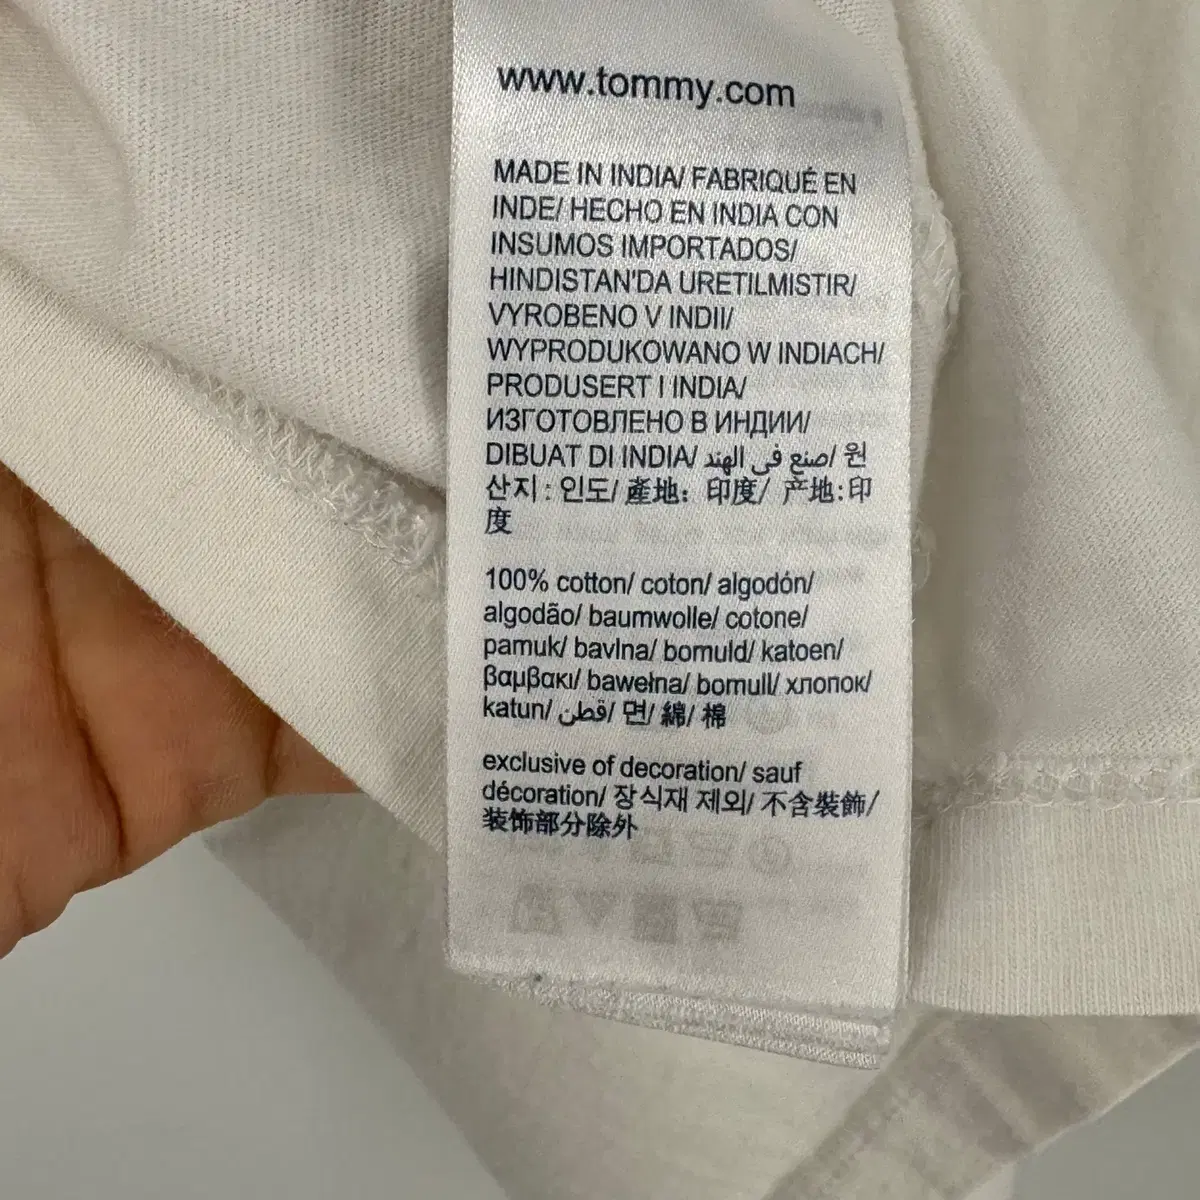 www.tommy.com
MADE IN INDIA/ FABRIQUÉ EN
INDE/ HECHO EN INDIA CON
INSUMOS IMPORTADOS/
HINDISTAN'DA URETILMISTIR/
VYROBENO V INDII/
WYPRODUKOWANO W INDIACH/
PRODUSERT I INDIA/
ИЗГОТОВЛЕНО В ИНДИИ/
DIBUAT DI INDIA/ صنع في الهند/ 원
산지 : 인도/ 產地: 印度/ 产地:印
度
100% cotton/ coton/ algodón/
algodão/ baumwolle/ cotone/
pamuk/ bavlna/ bomuld/ katoen/
βαμβακι/ bawełna/ bomull/ хлопок/
katun/ قطن/ 면/ 綿/ 棉
exclusive of decoration/ sauf
décoration/ 장식재 제외/ 不含裝飾/
装饰部分除外